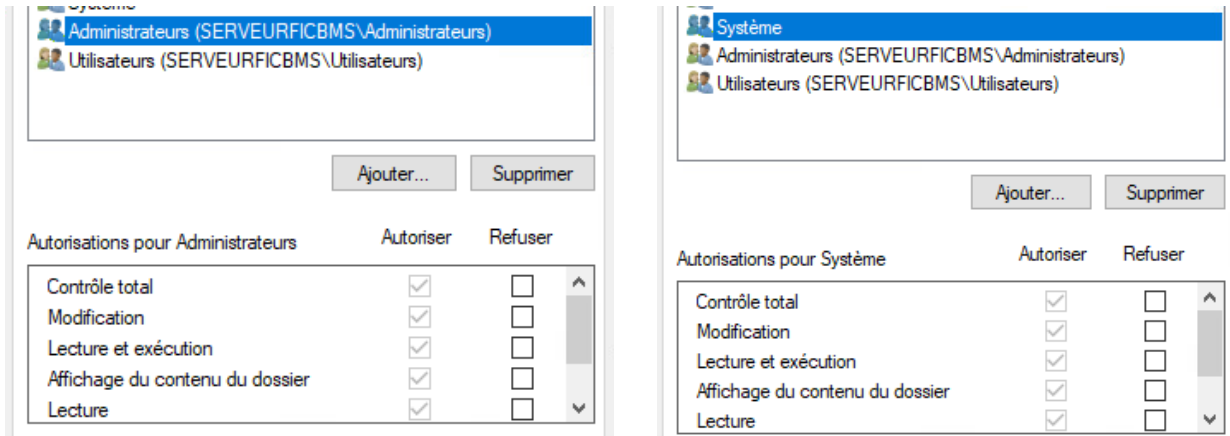 Administrateurs (SERVEURFICBMS\Administrateurs)
Utilisateurs (SERVEURFICBMS\Utilisateurs)
Ajouter...
Supprimer
Autorisations pour Administrateurs
Autoriser
Refuser
Contrôle total
Modification
Lecture et exécution
Affichage du contenu du dossier
Lecture
Système
Administrateurs (SERVEURFICBMS\Administrateurs)
Utilisateurs (SERVEURFICBMS\Utilisateurs)
Ajouter...
Supprimer
Autorisations pour Système
Autoriser
Refuser
Contrôle total
Modification
Lecture et exécution
Affichage du contenu du dossier
Lecture